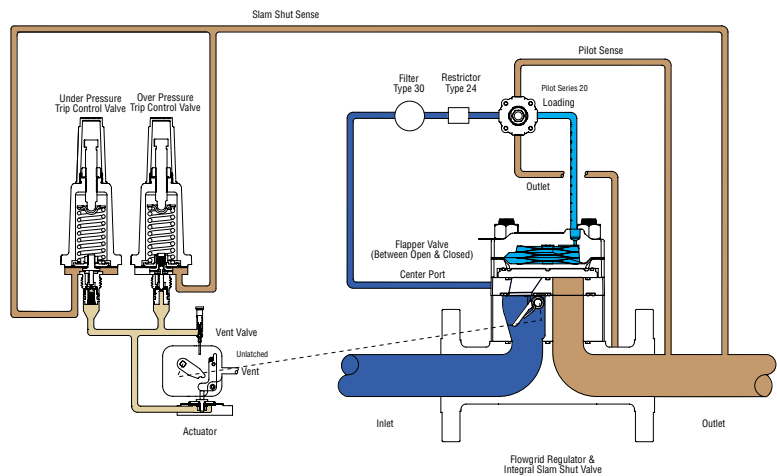 Slam Shut Sense
Under Pressure
Trip Control Valve
Over Pressure
Trip Control Valve
Filter
Type 30
Restrictor
Type 24
Pilot Sense
Pilot Series 20
Loading
Outlet
Flapper Valve
(Between Open & Closed)
Center Port
Vent Valve
Unlatched
Vent
Actuator
Inlet
Outlet
Flowgrid Regulator &
Integral Slam Shut Valve